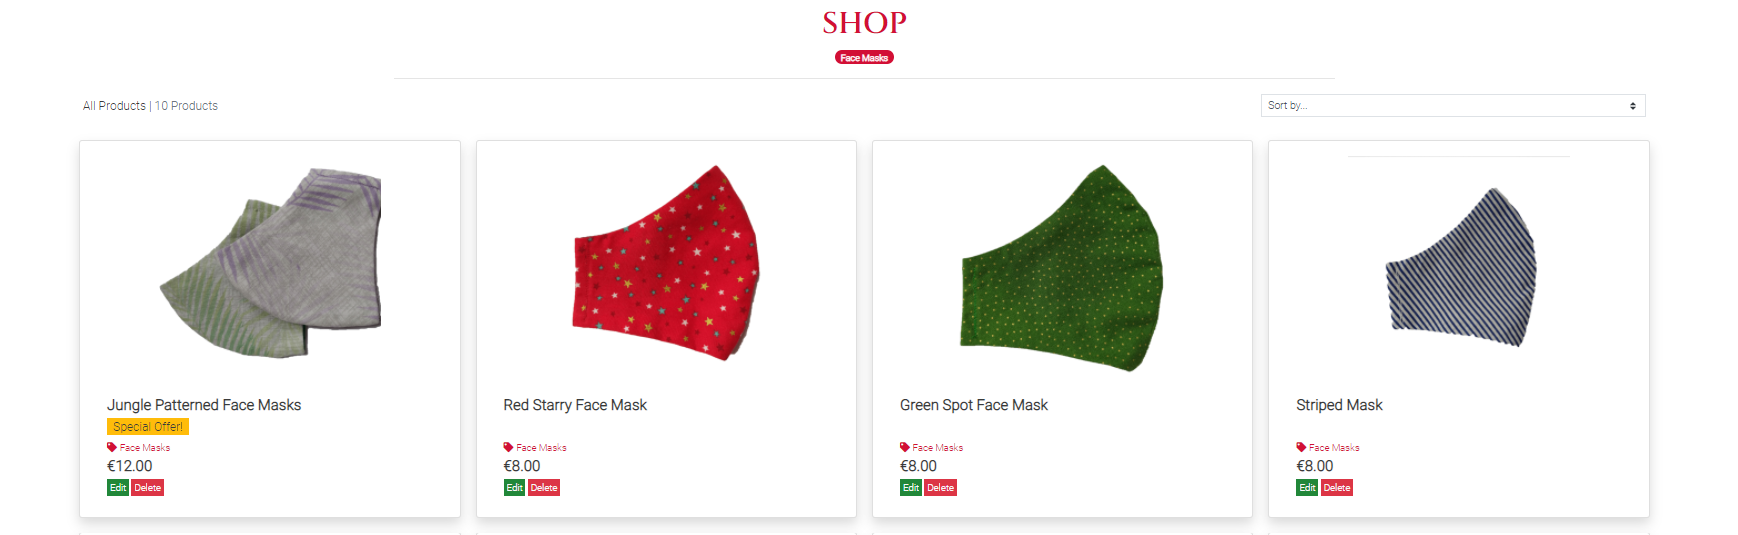 SHOP
Face Masks
All Products | 10 Products
Sort by...
Jungle Patterned Face Masks
Special Offer!
Face Masks
€12.00
Edit Delete
Red Starry Face Mask
Face Masks
€8.00
Edit Delete
Green Spot Face Mask
Face Masks
€8.00
Edit Delete
Striped Mask
Face Masks
€8.00
Edit Delete